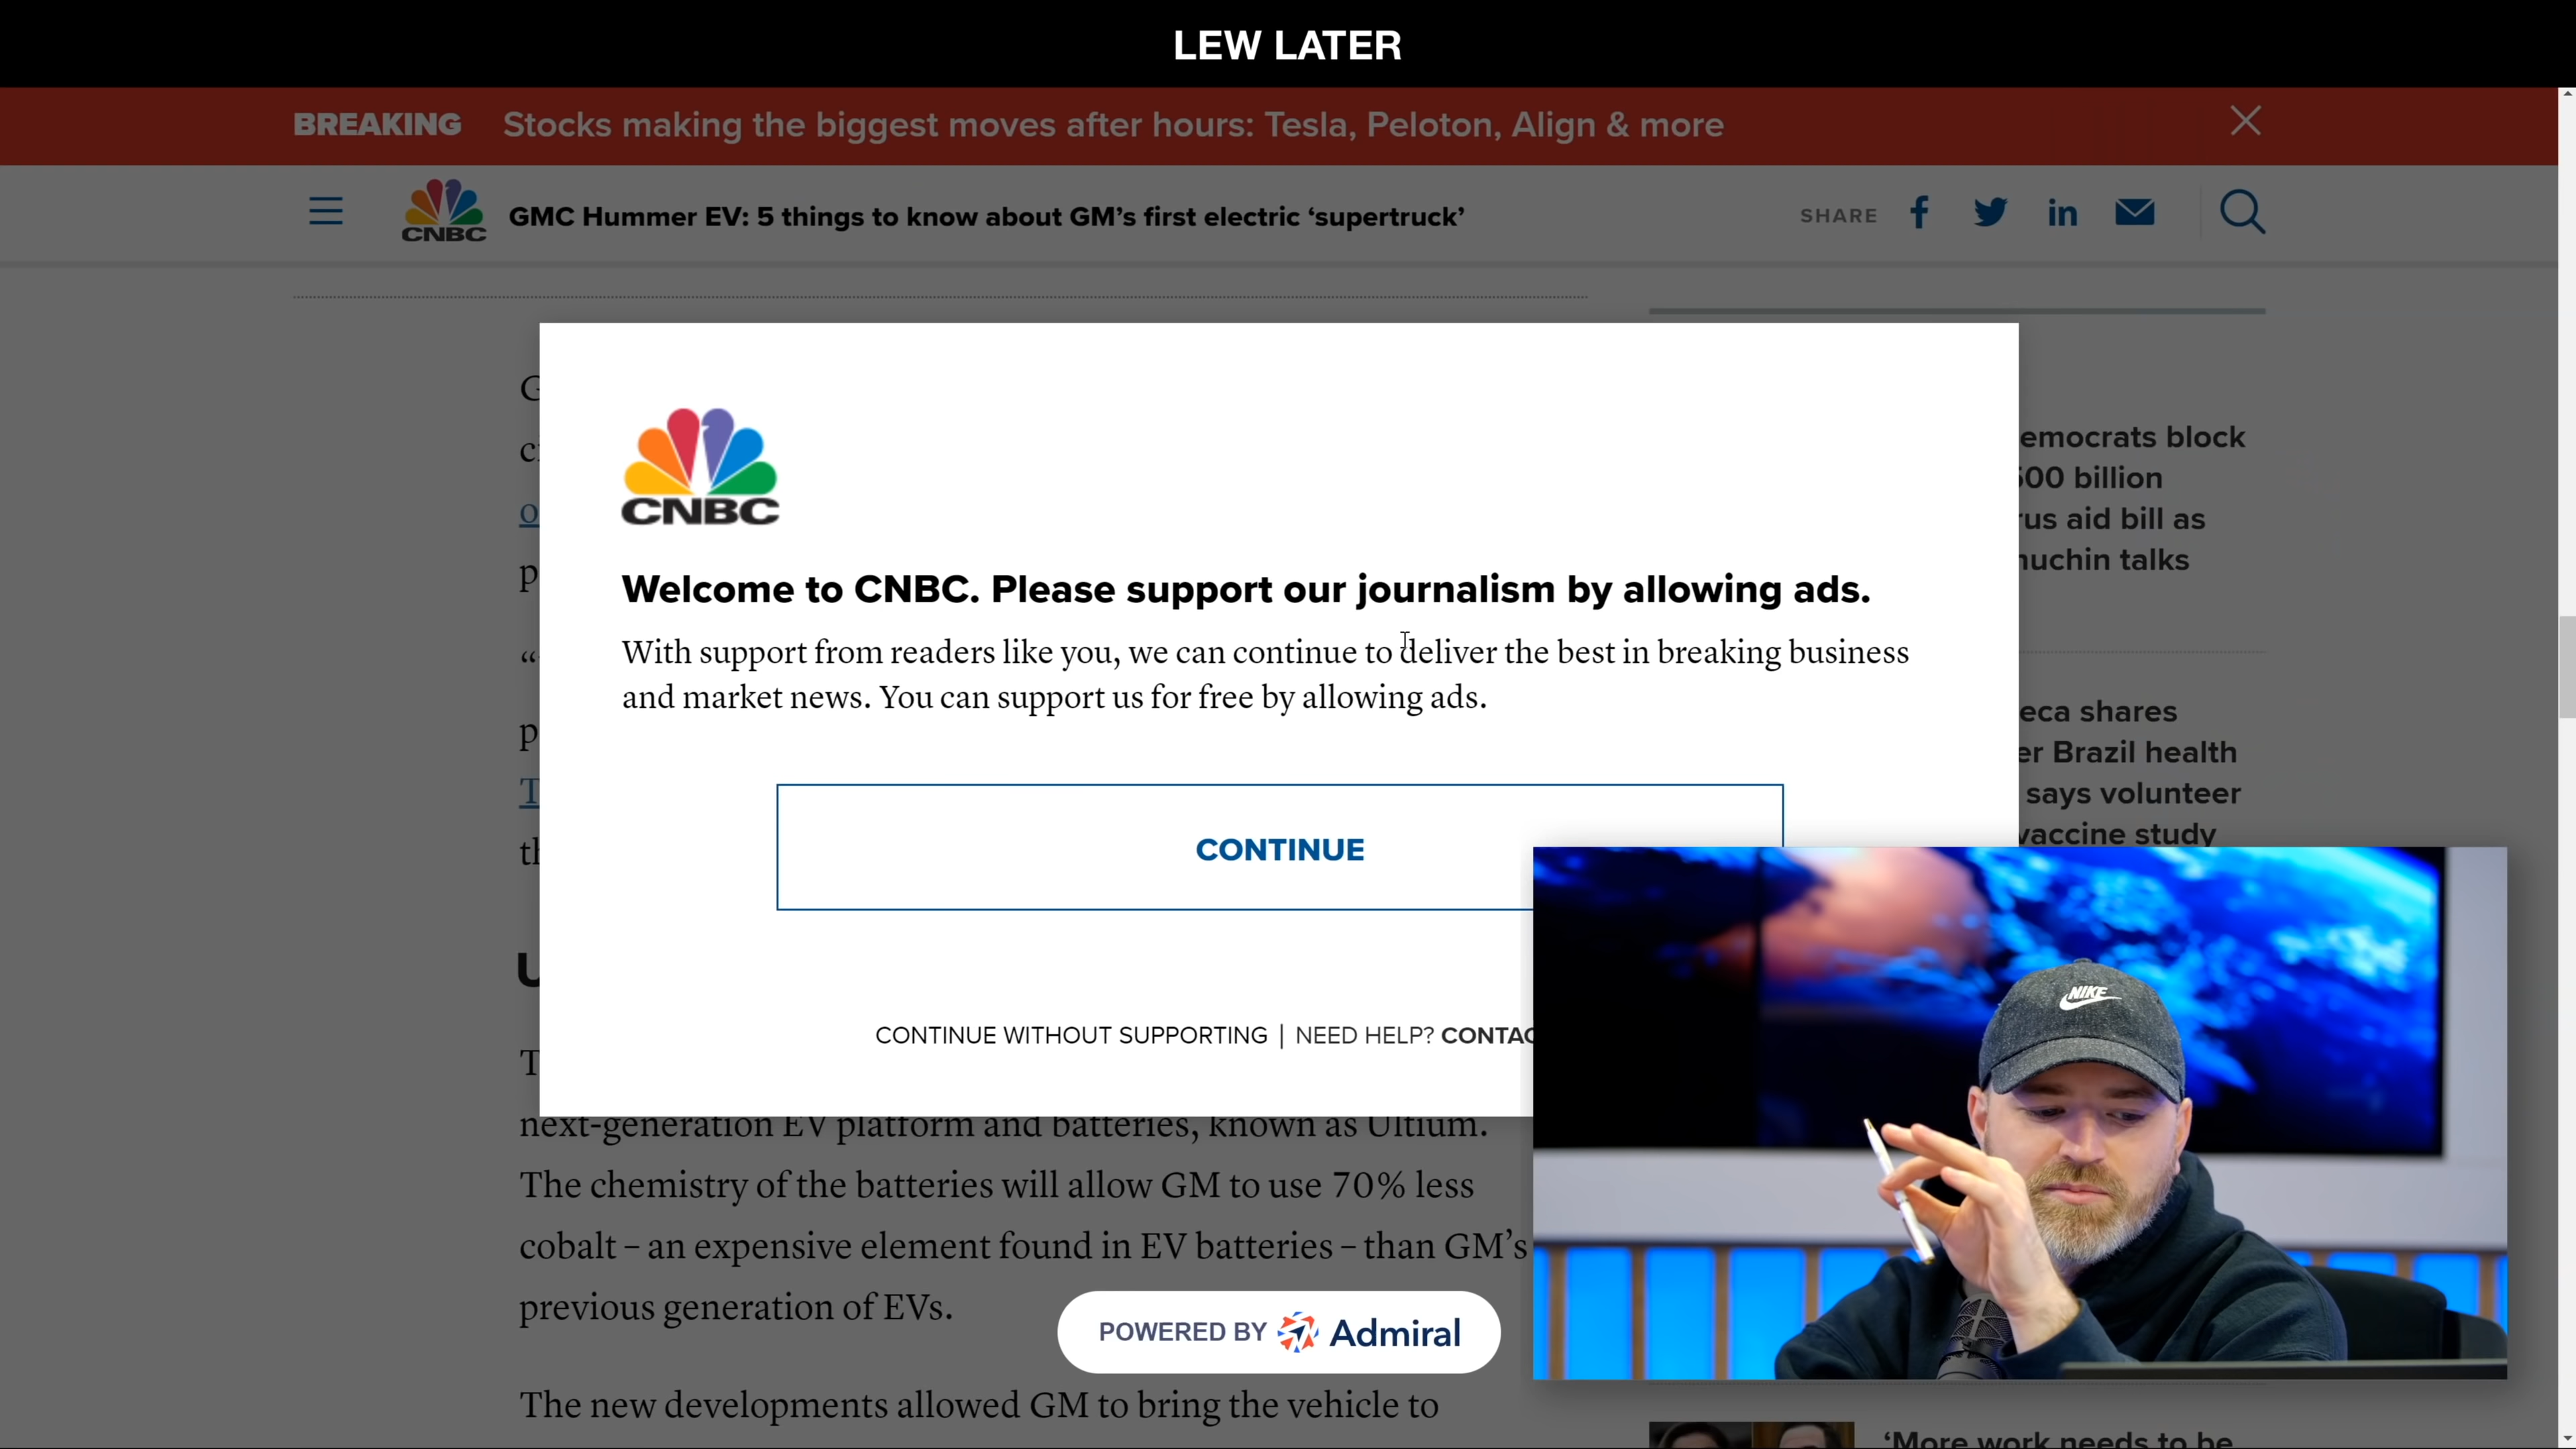 LEW LATER
BREAKING Stocks making the biggest moves after hours: Tesla, Peloton, Align & more
CNBC GMC Hummer EV: 5 things to know about GM’s first electric ‘supertruck’ SHARE
CNBC
Welcome to CNBC. Please support our journalism by allowing ads.
With support from readers like you, we can continue to deliver the best in breaking business
and market news. You can support us for free by allowing ads.
CONTINUE
CONTINUE WITHOUT SUPPORTING | NEED HELP?
next-generation EV platform and batteries, known as Ultium.
The chemistry of the batteries will allow GM to use 70% less
cobalt – an expensive element found in EV batteries – than GM’s
previous generation of EVs.
POWERED BY Admiral
The new developments allowed GM to bring the vehicle to
block
billion
aid bill as
talks
shares
Brazil health
says volunteer
vaccine study
NIKE
‘More work needs to be